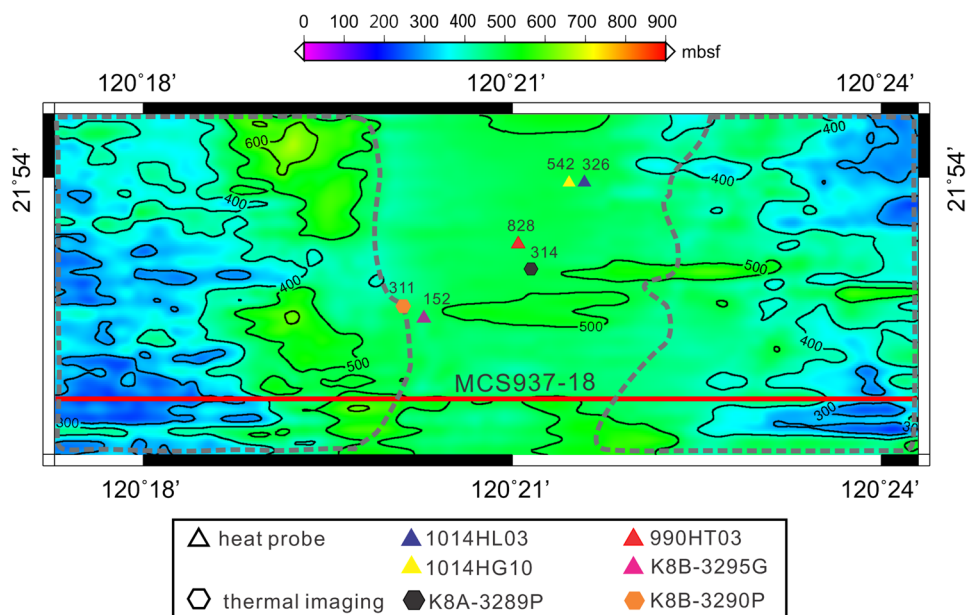 0 100 200 300 400 500 600 700 800 900
mbsf
120°18' 120°21' 120°24'
21°54' 21°54'
600 400
542 326 400
400
828
314
400 500
311 152
500
400
500
MCS937-18
300 300
120°18' 120°21' 120°24'
heat probe 1014HL03 990HT03
1014HG10 K8B-3295G
thermal imaging K8A-3289P K8B-3290P